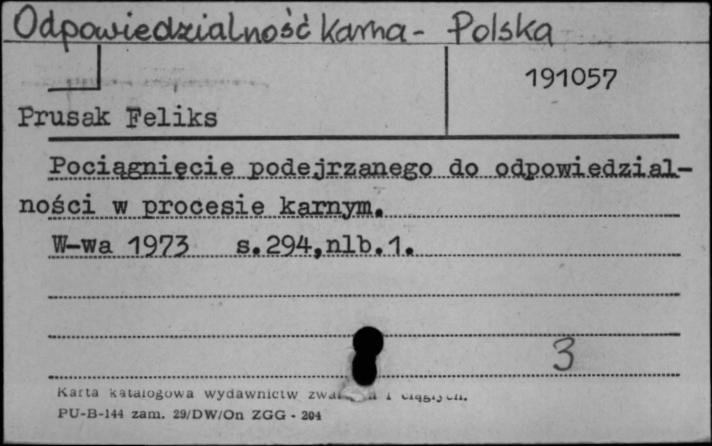 Odpowiedzialność karna - Polska
191057
Prusak Feliks
Pociągnięcie podejrzanego do odpowiedzial-
ności w procesie karnym.
W-wa 1973 s.294,nlb.1.
3
Karta katalogowa wydawnictw i ciągłych.
PU-B-144 zam. 29/DW/On ZGG - 204